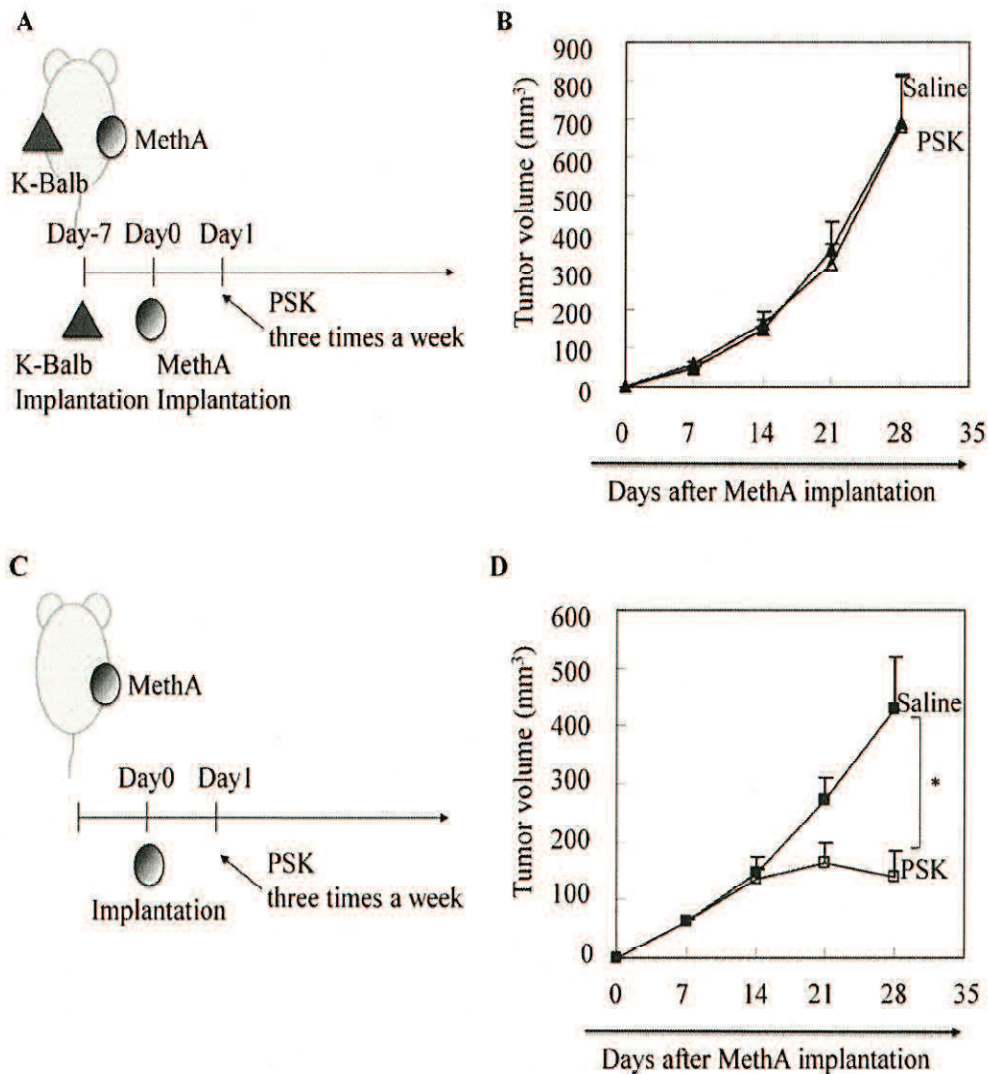 A
MethA
K-Balb
Day-7 Day0 Day1
PSK
three times a week
K-Balb MethA
Implantation Implantation
B
Tumor volume (mm³)
900
800
700
600
500
400
300
200
100
0
Saline
PSK
0 7 14 21 28 35
Days after MethA implantation
C
MethA
Day0 Day1
PSK
three times a week
Implantation
D
Tumor volume (mm³)
600
500
400
300
200
100
0
Saline
*
PSK
0 7 14 21 28 35
Days after MethA implantation